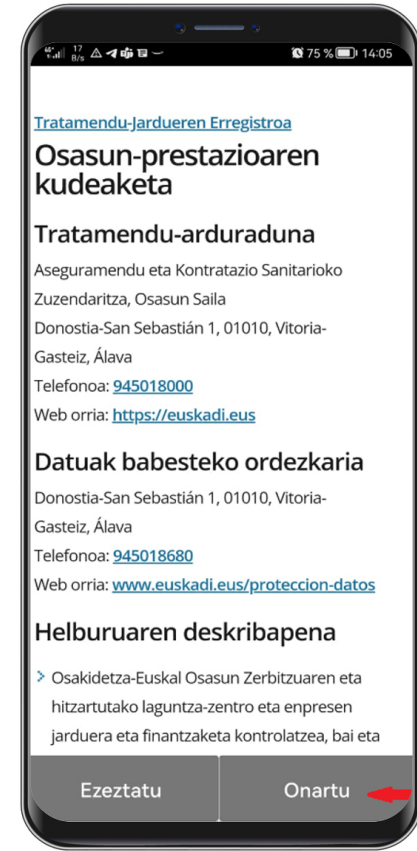 17
B/s
75 % 14:05
Tratamendu-Jardueren Erregistroa
Osasun-prestazioaren
kudeaketa
Tratamendu-arduraduna
Aseguramendu eta Kontratazio Sanitarioko
Zuzendaritza, Osasun Saila
Donostia-San Sebastián 1, 01010, Vitoria-
Gasteiz, Álava
Telefonoa: 945018000
Web orria: https://euskadi.eus
Datuak babesteko ordezkaria
Donostia-San Sebastián 1, 01010, Vitoria-
Gasteiz, Álava
Telefonoa: 945018680
Web orria: www.euskadi.eus/proteccion-datos
Helburuaren deskribapena
Osakidetza-Euskal Osasun Zerbitzuaren eta
hitzartutako laguntza-zentro eta enpresen
jarduera eta finantzaketa kontrolatzea, bai eta
Ezeztatu Onartu